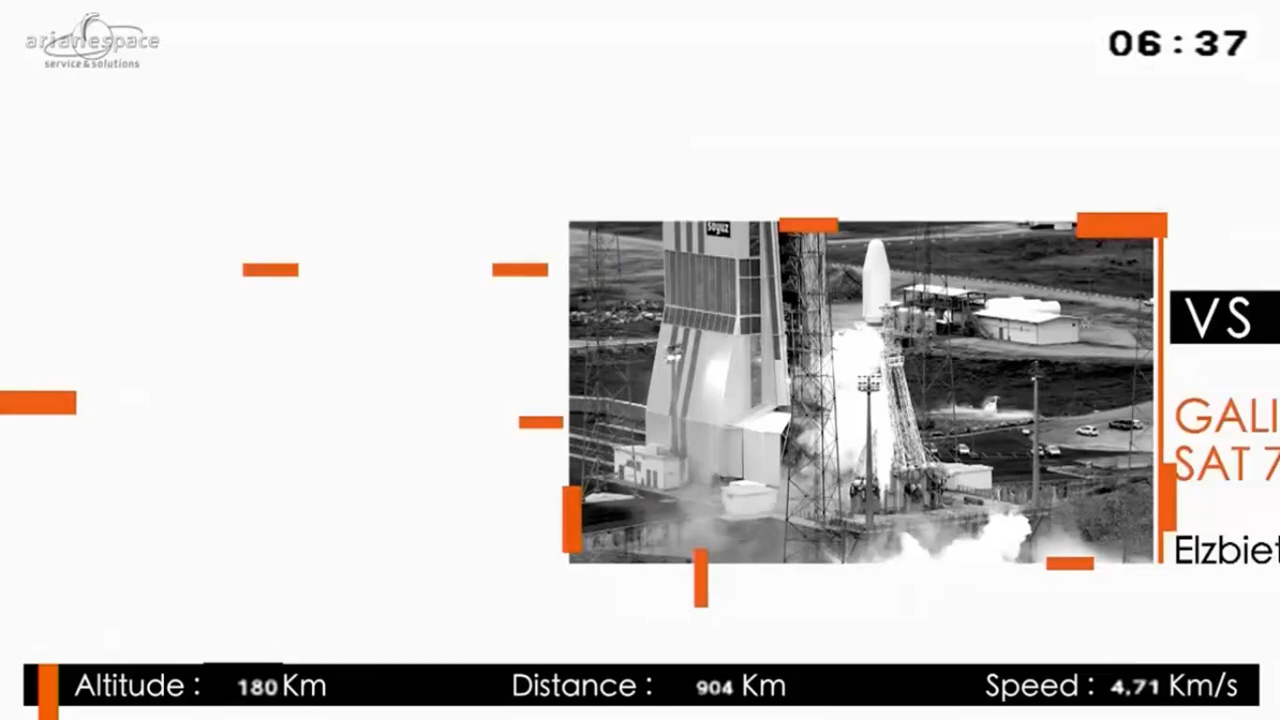 arianespace
service & solutions
06 : 37
soyuz
VS
GALI
SAT 7
Elzbiet
Altitude : 180 Km Distance : 904 Km Speed : 4,71 Km/s